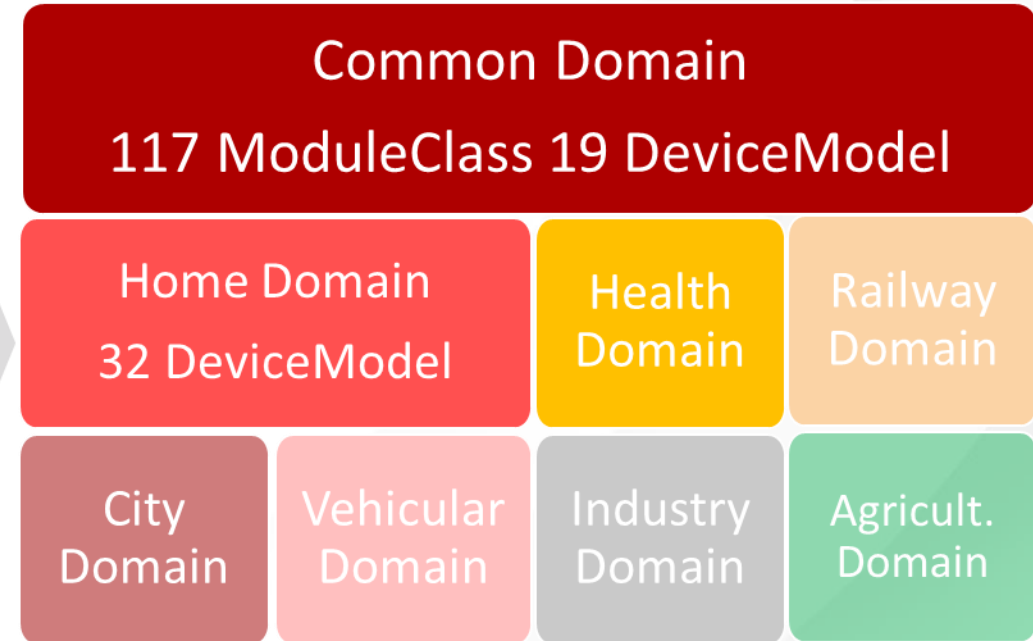 Common Domain
117 ModuleClass 19 DeviceModel
Home Domain
32 DeviceModel
Health
Domain
Railway
Domain
City
Domain
Vehicular
Domain
Industry
Domain
Agricult.
Domain